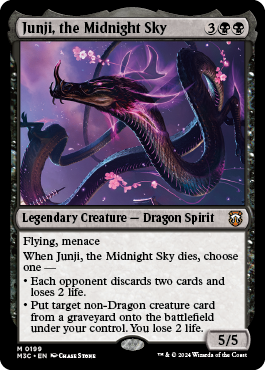 Junji, the Midnight Sky 3
Legendary Creature — Dragon Spirit
Flying, menace
When Junji, the Midnight Sky dies, choose
one —
• Each opponent discards two cards and
loses 2 life.
• Put target non-Dragon creature card
from a graveyard onto the battlefield
under your control. You lose 2 life.
5/5
M 0199
M3C • EN Chase Stone
™ & © 2024 Wizards of the Coast